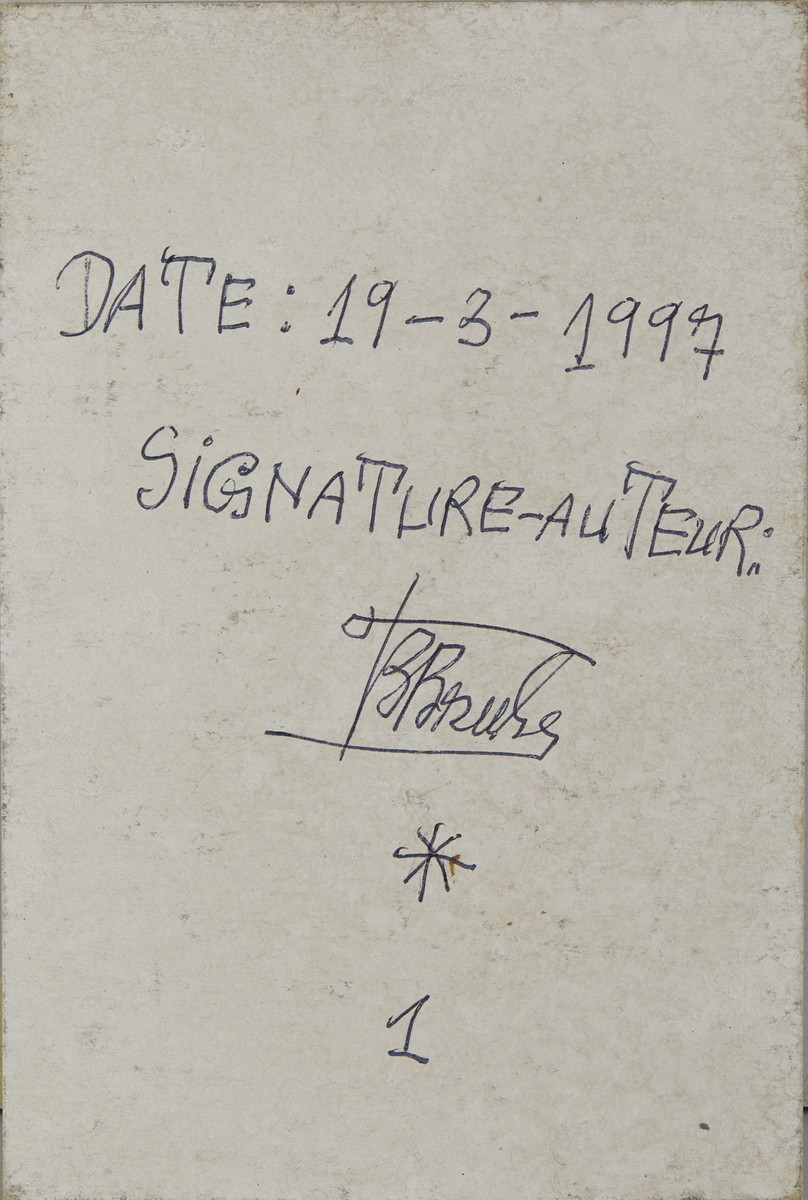 DATE : 19-3-1997
SIGNATURE-AUTEUR:
*
1